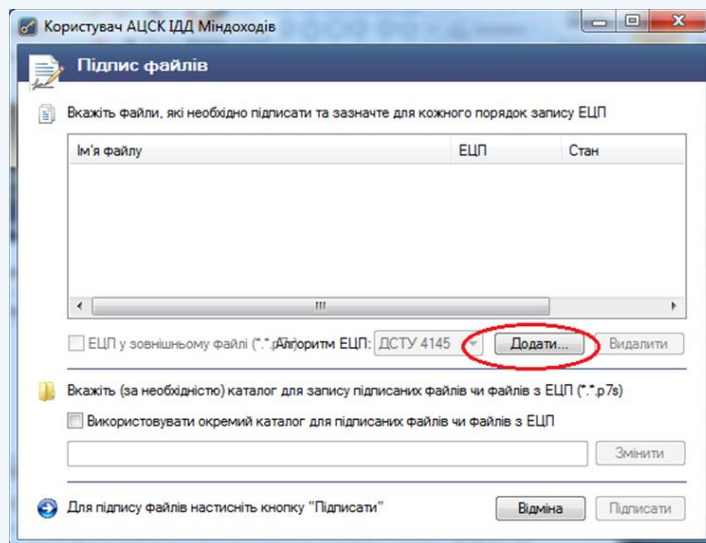 Користувач АЦСК ІДД Міндоходів
Підпис файлів
Вкажіть файли, які необхідно підписати та зазначте для кожного порядок запису ЕЦП
Ім'я файлу ЕЦП Стан
ЕЦП у зовнішньому файлі (*.*.p Алгоритм ЕЦП: ДСТУ 4145 Додати... Видалити
Вкажіть (за необхідністю) каталог для запису підписаних файлів чи файлів з ЕЦП (*.*.p7s)
Використовувати окремий каталог для підписаних файлів чи файлів з ЕЦП
Змінити
Для підпису файлів настисніть кнопку "Підписати" Відміна Підписати